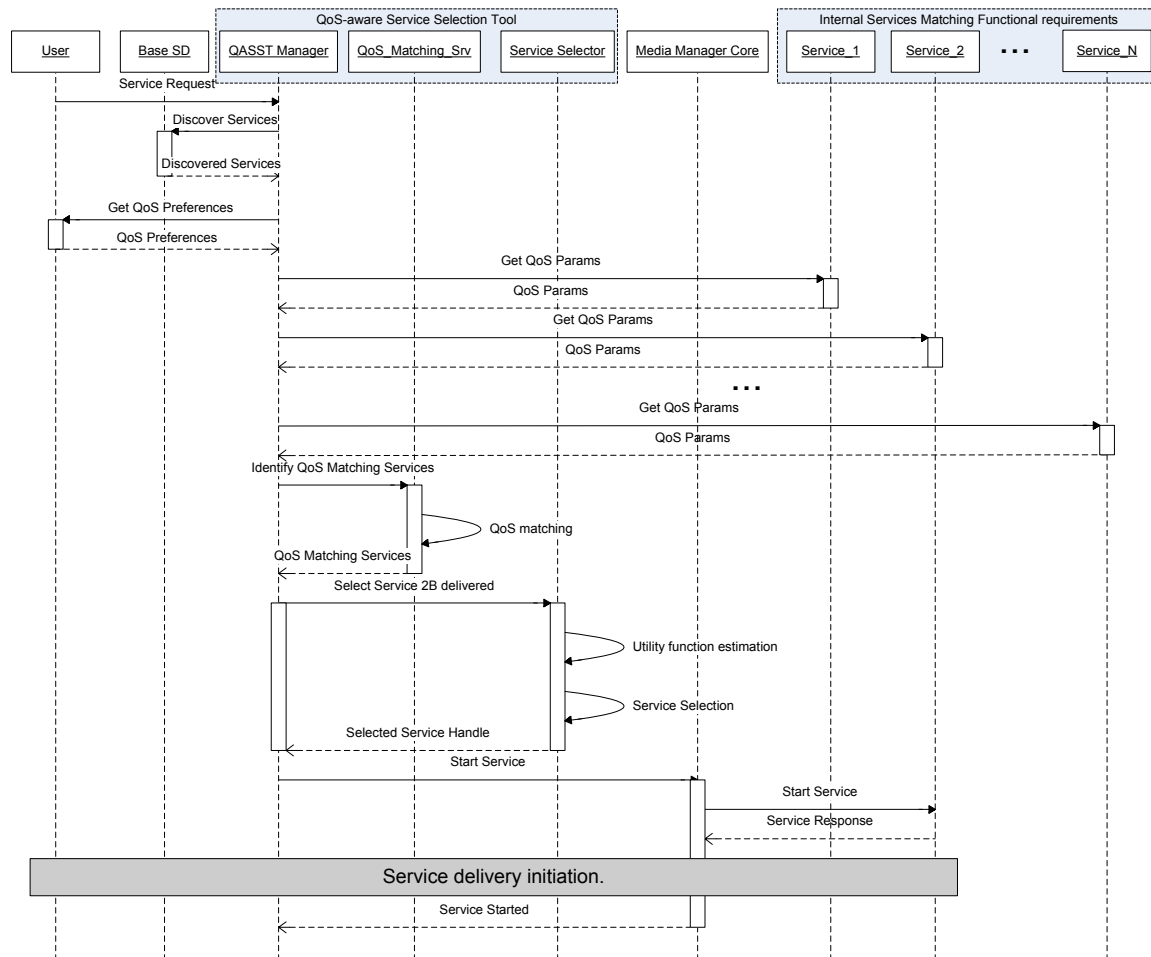 QoS-aware Service Selection Tool
Internal Services Matching Functional requirements
User
Base SD
QASST Manager
QoS_Matching_Srv
Service Selector
Media Manager Core
Service_1
Service_2
...
Service_N
Service Request
Discover Services
Discovered Services
Get QoS Preferences
QoS Preferences
Get QoS Params
QoS Params
Get QoS Params
QoS Params
...
Get QoS Params
QoS Params
Identify QoS Matching Services
QoS matching
QoS Matching Services
Select Service 2B delivered
Utility function estimation
Service Selection
Selected Service Handle
Start Service
Start Service
Service Response
Service delivery initiation.
Service Started